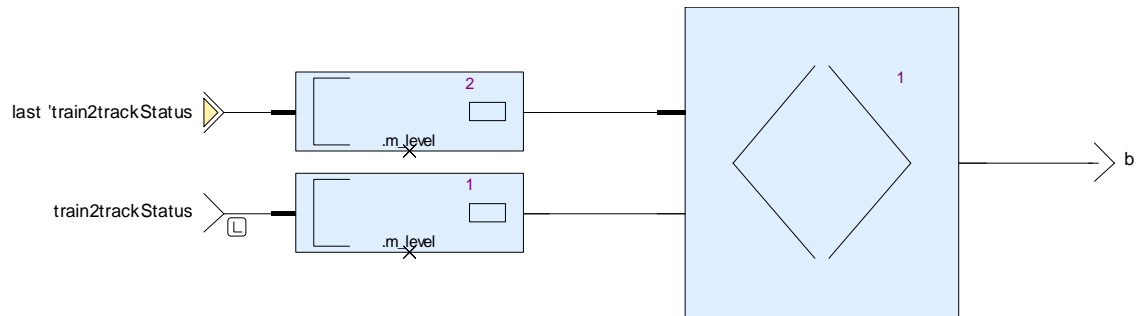 2
1
last 'train2trackStatus
.m_level
b
1
train2trackStatus
L
.m_level